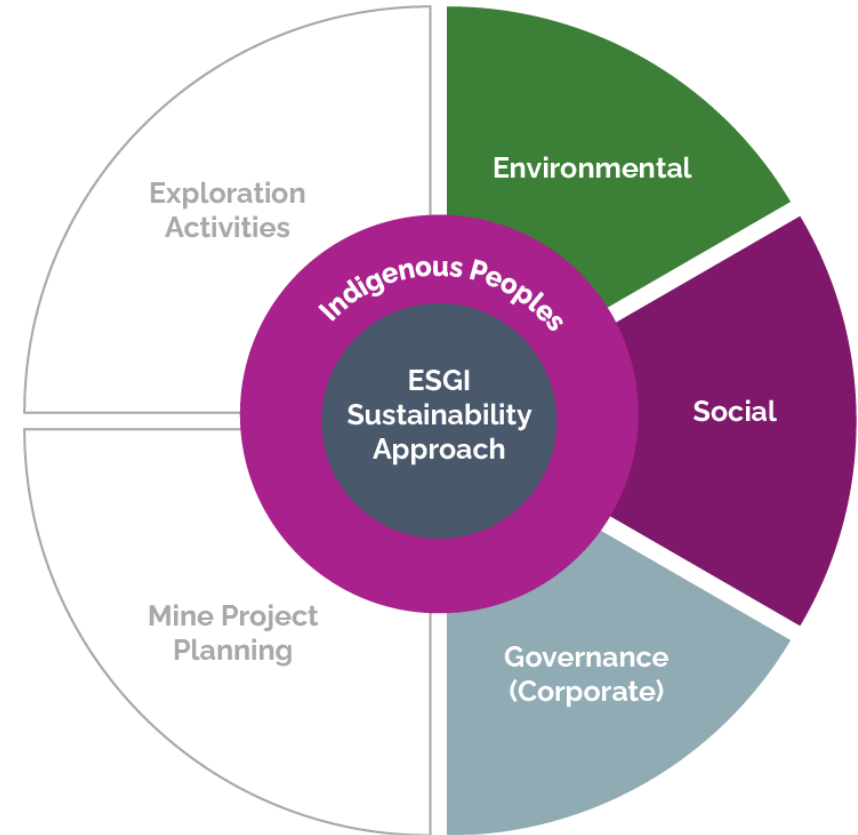 Environmental
Exploration
Activities
Indigenous Peoples
ESGI
Sustainability
Approach
Social
Mine Project
Planning
Governance
(Corporate)